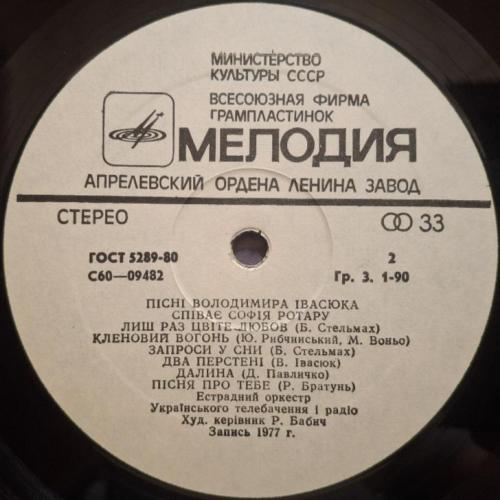 МИНИСТЕРСТВО
КУЛЬТУРЫ СССР
ВСЕСОЮЗНАЯ ФИРМА
ГРАМПЛАСТИНОК
МЕЛОДИЯ
АПРЕЛЕВСКИЙ ОРДЕНА ЛЕНИНА ЗАВОД
СТЕРЕО 33
ГОСТ 5289-80 2
С60—09482 Гр. 3. 1-90
ПІСНІ ВОЛОДИМИРА ІВАСЮКА
СПІВАЄ СОФІЯ РОТАРУ
ЛИШ РАЗ ЦВІТЕ ЛЮБОВ (Б. Стельмах)
КЛЕНОВИЙ ВОГОНЬ (Ю. Рибчинський, М. Воньо)
ЗАПРОСИ У СНИ (Б. Стельмах)
ДВА ПЕРСТЕНІ (В. Івасюк)
ДАЛИНА (Д. Павличко)
ПІСНЯ ПРО ТЕБЕ (Р. Братунь)
Естрадний оркестр
Українського телебачення і радіо
Худ. керівник Р. Бабич
Запись 1977 г.